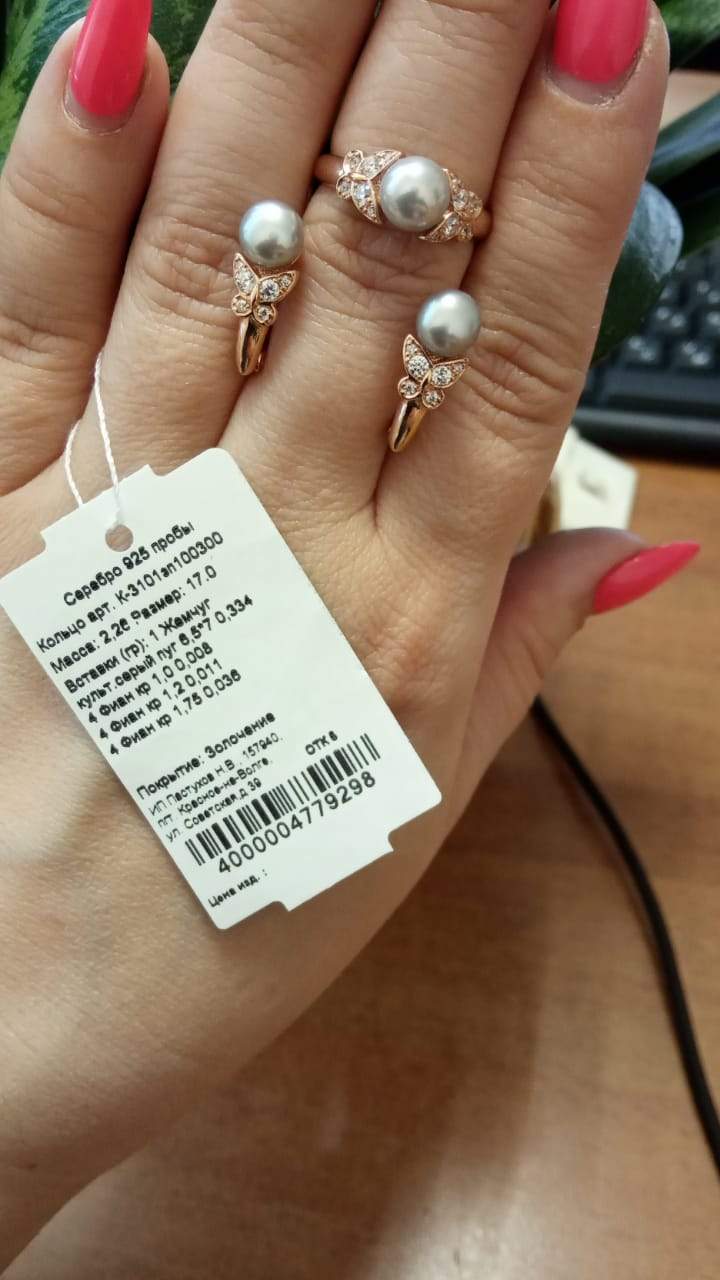 Серебро 925 пробы
Кольцо арт. К-3101зп100300
Масса: 2,26 Размер: 17.0
Вставки (гр): 1 Жемчуг
культ.серый пуг 6,5*7 0,334
4 Фиан кр 1.0 0,008
4 Фиан кр 1,2 0,011
4 Фиан кр 1,75 0,036
Покрытие: Золочение
ИП Пастухов Н.В., 157940,
пгт. Красное-на-Волге,
ул. Советская,д 39
ОТК 6
4000004779298
Цена изд. :